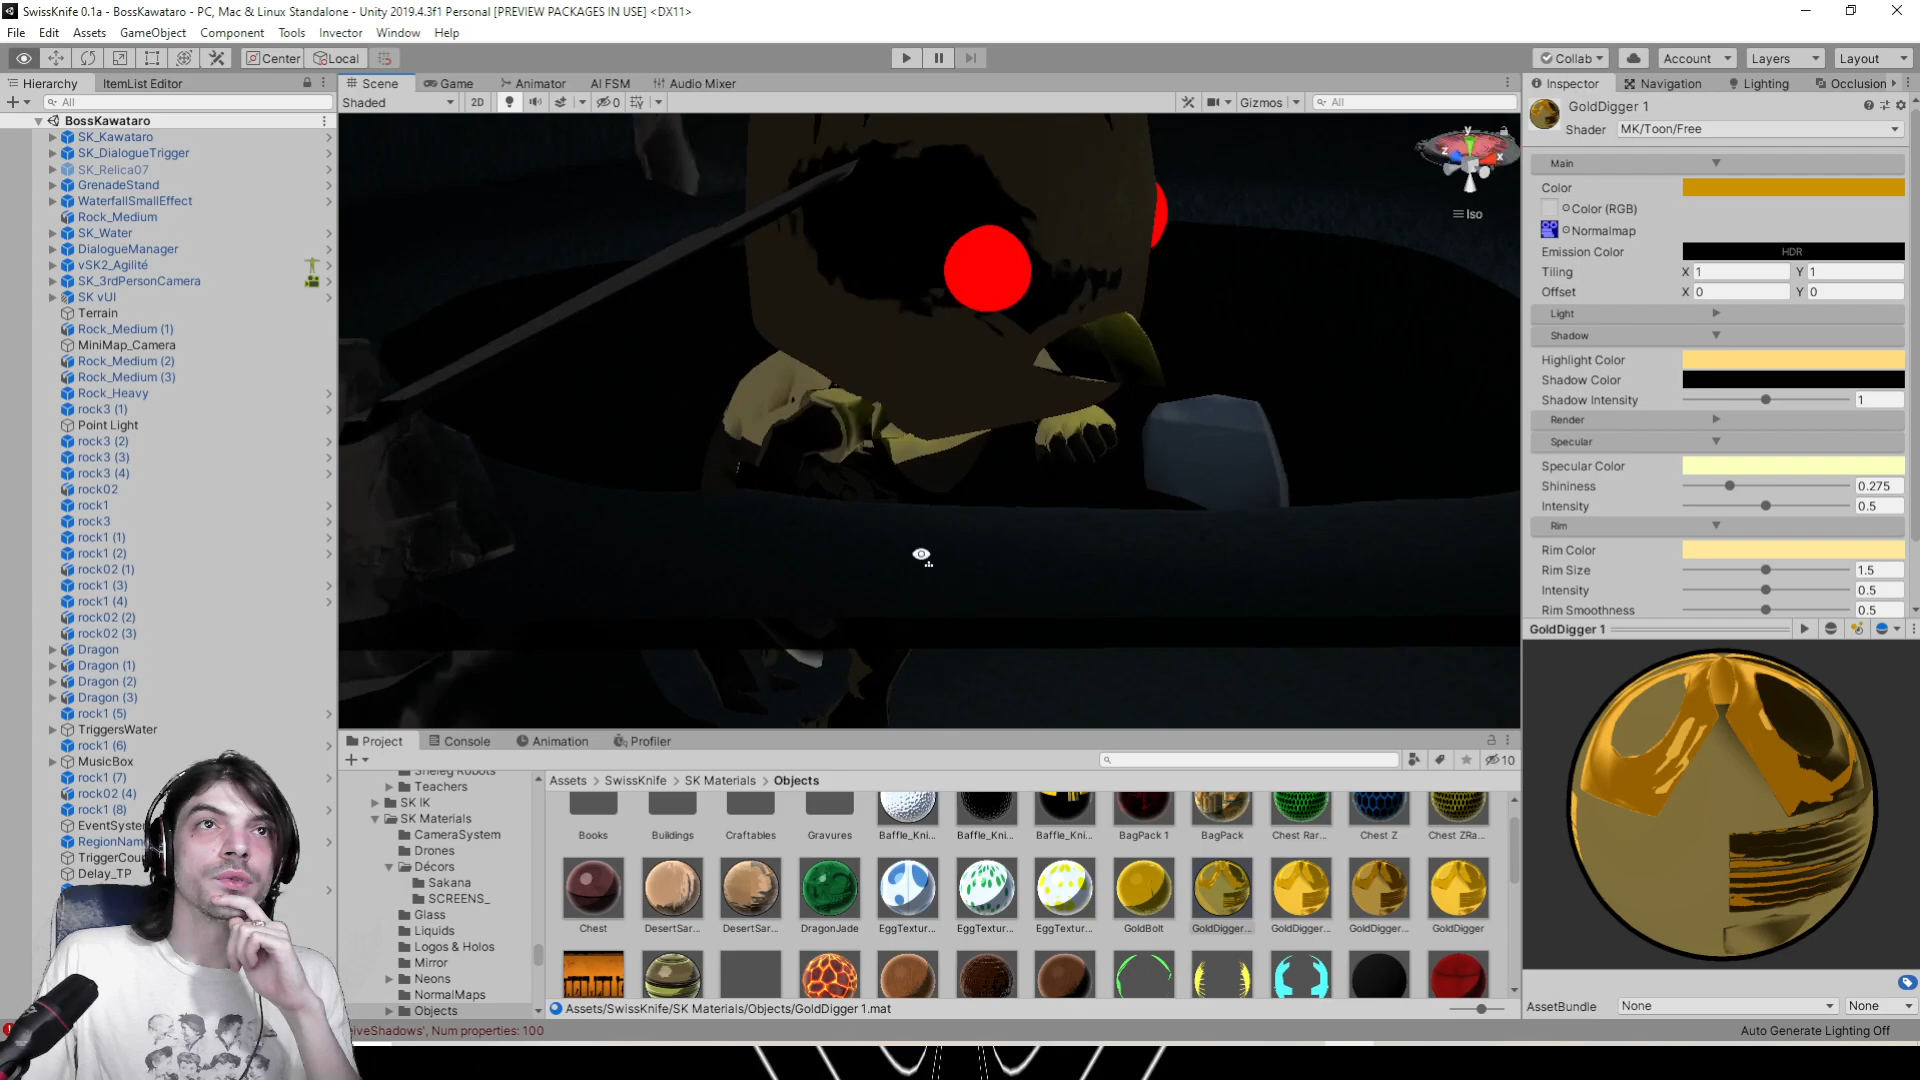 SwissKnife 0.1a - BossKawataro - PC, Mac & Linux Standalone - Unity 2019.4.3f1 Personal [PREVIEW PACKAGES IN USE] <DX11>
File Edit Assets GameObject Component Tools Invector Window Help
Center Local Collab Account Layers Layout
Hierarchy ItemList Editor
All
BossKawataro
SK_Kawataro
SK_DialogueTrigger
SK_Relica07
GrenadeStand
WaterfallSmallEffect
Rock_Medium
SK_Water
DialogueManager
vSK2_Agilité
SK_3rdPersonCamera
SK vUI
Terrain
Rock_Medium (1)
MiniMap_Camera
Rock_Medium (2)
Rock_Medium (3)
Rock_Heavy
rock3 (1)
Point Light
rock3 (2)
rock3 (3)
rock3 (4)
rock02
rock1
rock3
rock1 (1)
rock1 (2)
rock02 (1)
rock1 (3)
rock1 (4)
rock02 (2)
rock02 (3)
Dragon
Dragon (1)
Dragon (2)
Dragon (3)
rock1 (5)
TriggersWater
rock1 (6)
MusicBox
rock1 (7)
rock02 (4)
rock1 (8)
EventSyste
RegionNam
TriggerCou
Delay_TP
Scene Game Animator AI FSM Audio Mixer
Shaded 2D 0 Gizmos All
y
z x
Iso
Project Console Animation Profiler
10
Teachers
SK IK
SK Materials
CameraSystem
Drones
Décors
Sakana
SCREENS_
Glass
Liquids
Logos & Holos
Mirror
Neons
NormalMaps
Objects
Assets > SwissKnife > SK Materials > Objects
Books Buildings Craftables Gravures Baffle_Kni... Baffle_Kni... Baffle_Kni... BagPack 1 BagPack Chest Rar... Chest Z Chest ZRa...
Chest DesertSar... DesertSar... DragonJade EggTextur... EggTextur... EggTextur... GoldBolt GoldDigger... GoldDigger... GoldDigger... GoldDigger
Assets/SwissKnife/SK Materials/Objects/GoldDigger 1.mat
eiveShadows', Num properties: 100
Auto Generate Lighting Off
Inspector Navigation Lighting Occlusion
GoldDigger 1
Shader MK/Toon/Free
Main
Color
Color (RGB)
Normalmap
Emission Color HDR
Tiling X 1 Y 1
Offset X 0 Y 0
Light
Shadow
Highlight Color
Shadow Color
Shadow Intensity 1
Render
Specular
Specular Color
Shininess 0.275
Intensity 0.5
Rim
Rim Color
Rim Size 1.5
Intensity 0.5
Rim Smoothness 0.5
GoldDigger 1
AssetBundle None None